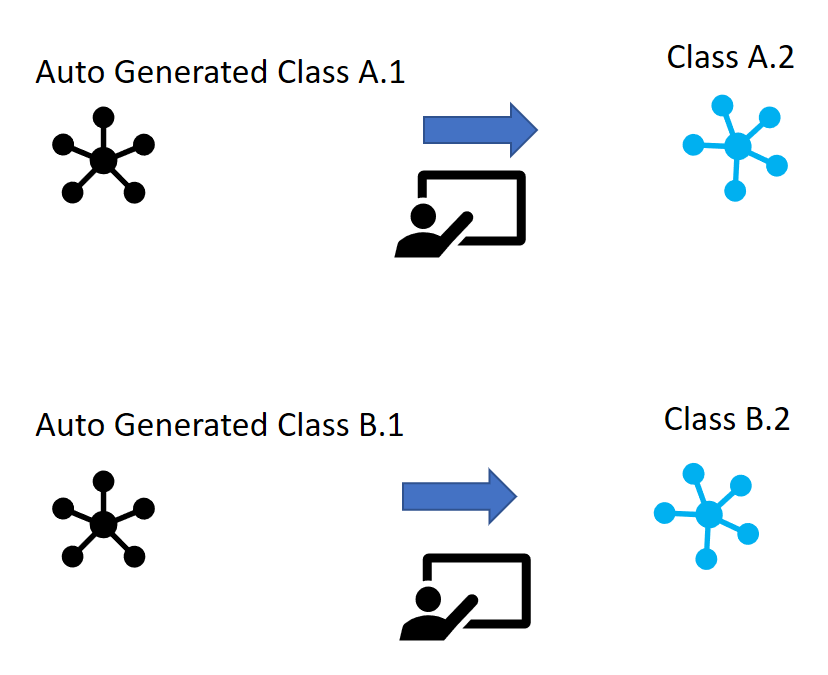 Auto Generated Class A.1
Class A.2
Auto Generated Class B.1
Class B.2